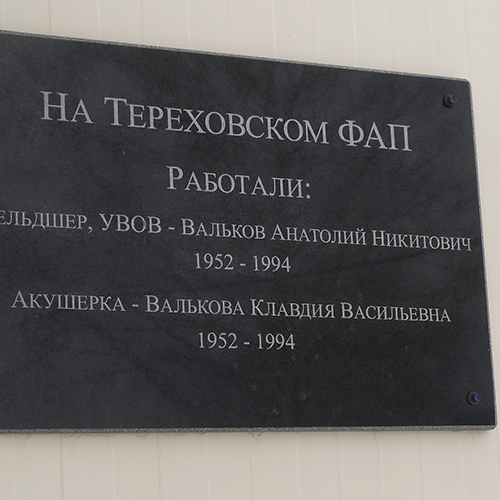 На Тереховском ФАП
Работали:
ельдшер, УВОВ - Вальков Анатолий Никитович
1952 - 1994
Акушерка - Валькова Клавдия Васильевна
1952 - 1994